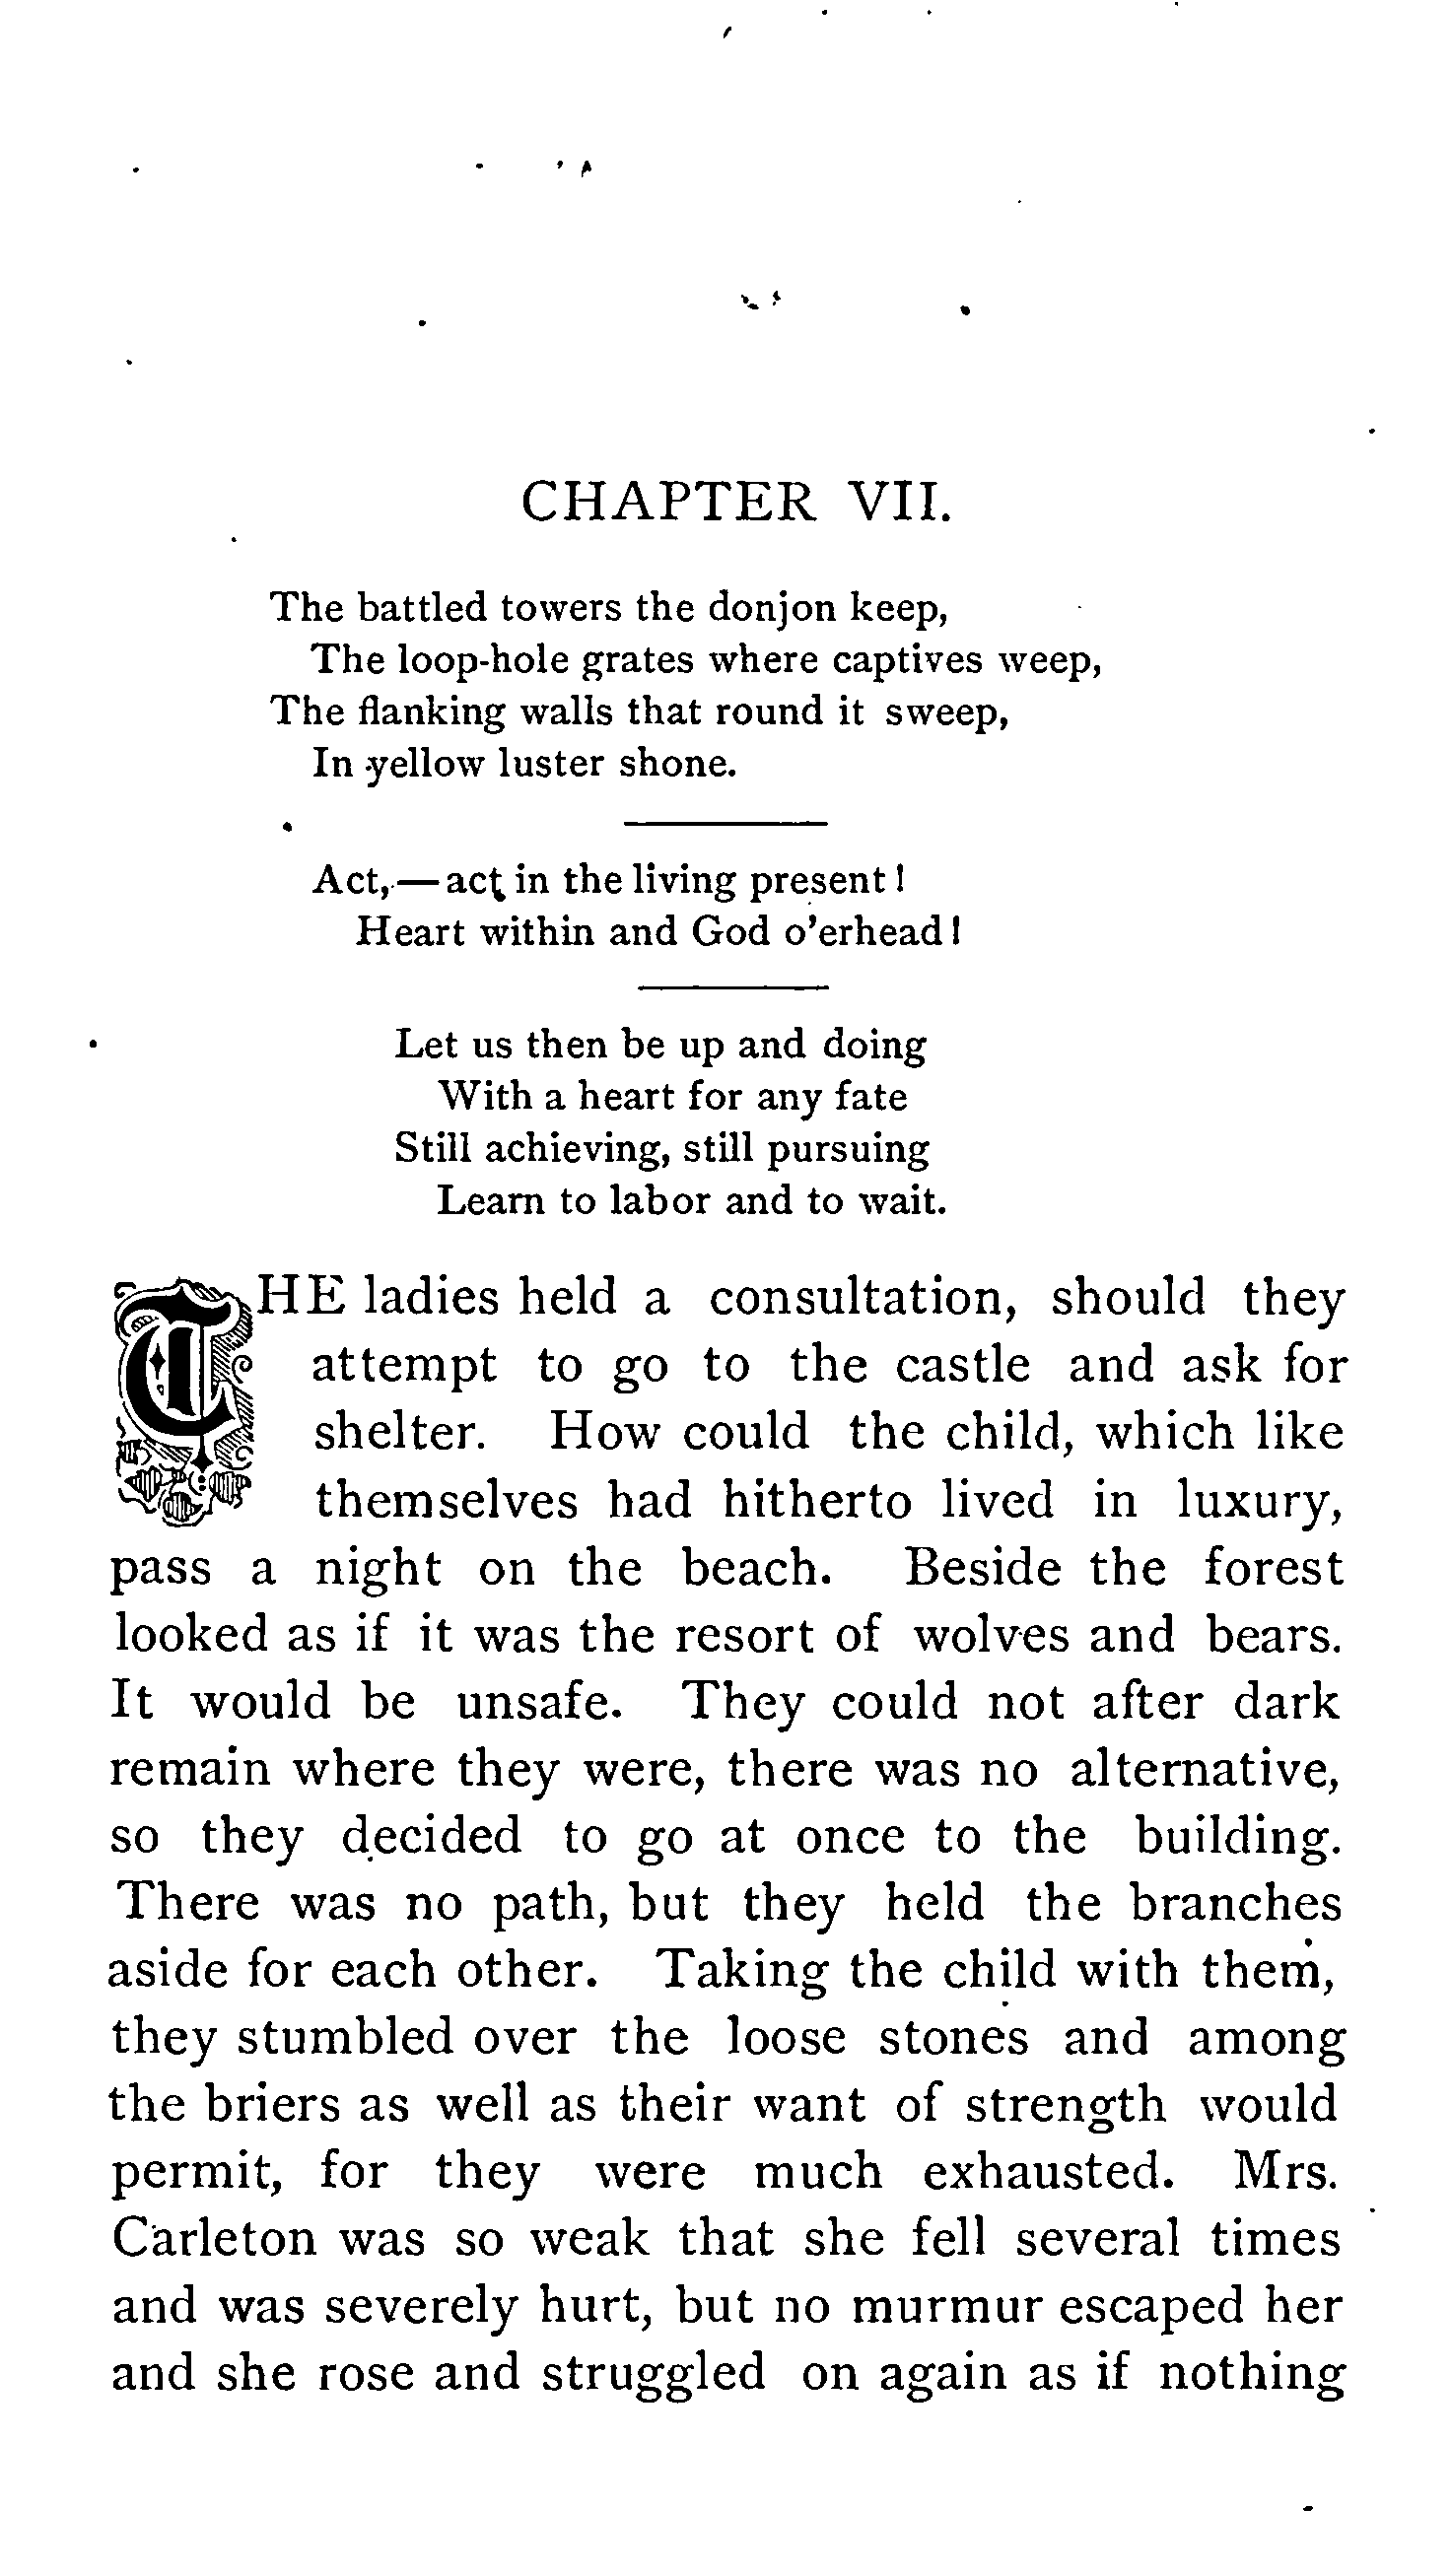 CHAPTER VII.
The battled towers the donjon keep,
The loop-hole grates where captives weep,
The flanking walls that round it sweep,
In yellow luster shone.
Act,—act in the living present!
Heart within and God o'erhead!
Let us then be up and doing
With a heart for any fate
Still achieving, still pursuing
Learn to labor and to wait.
THE ladies held a consultation, should they
attempt to go to the castle and ask for
shelter. How could the child, which like
themselves had hitherto lived in luxury,
pass a night on the beach. Beside the forest
looked as if it was the resort of wolves and bears.
It would be unsafe. They could not after dark
remain where they were, there was no alternative,
so they decided to go at once to the building.
There was no path, but they held the branches
aside for each other. Taking the child with them,
they stumbled over the loose stones and among
the briers as well as their want of strength would
permit, for they were much exhausted. Mrs.
Carleton was so weak that she fell several times
and was severely hurt, but no murmur escaped her
and she rose and struggled on again as if nothing